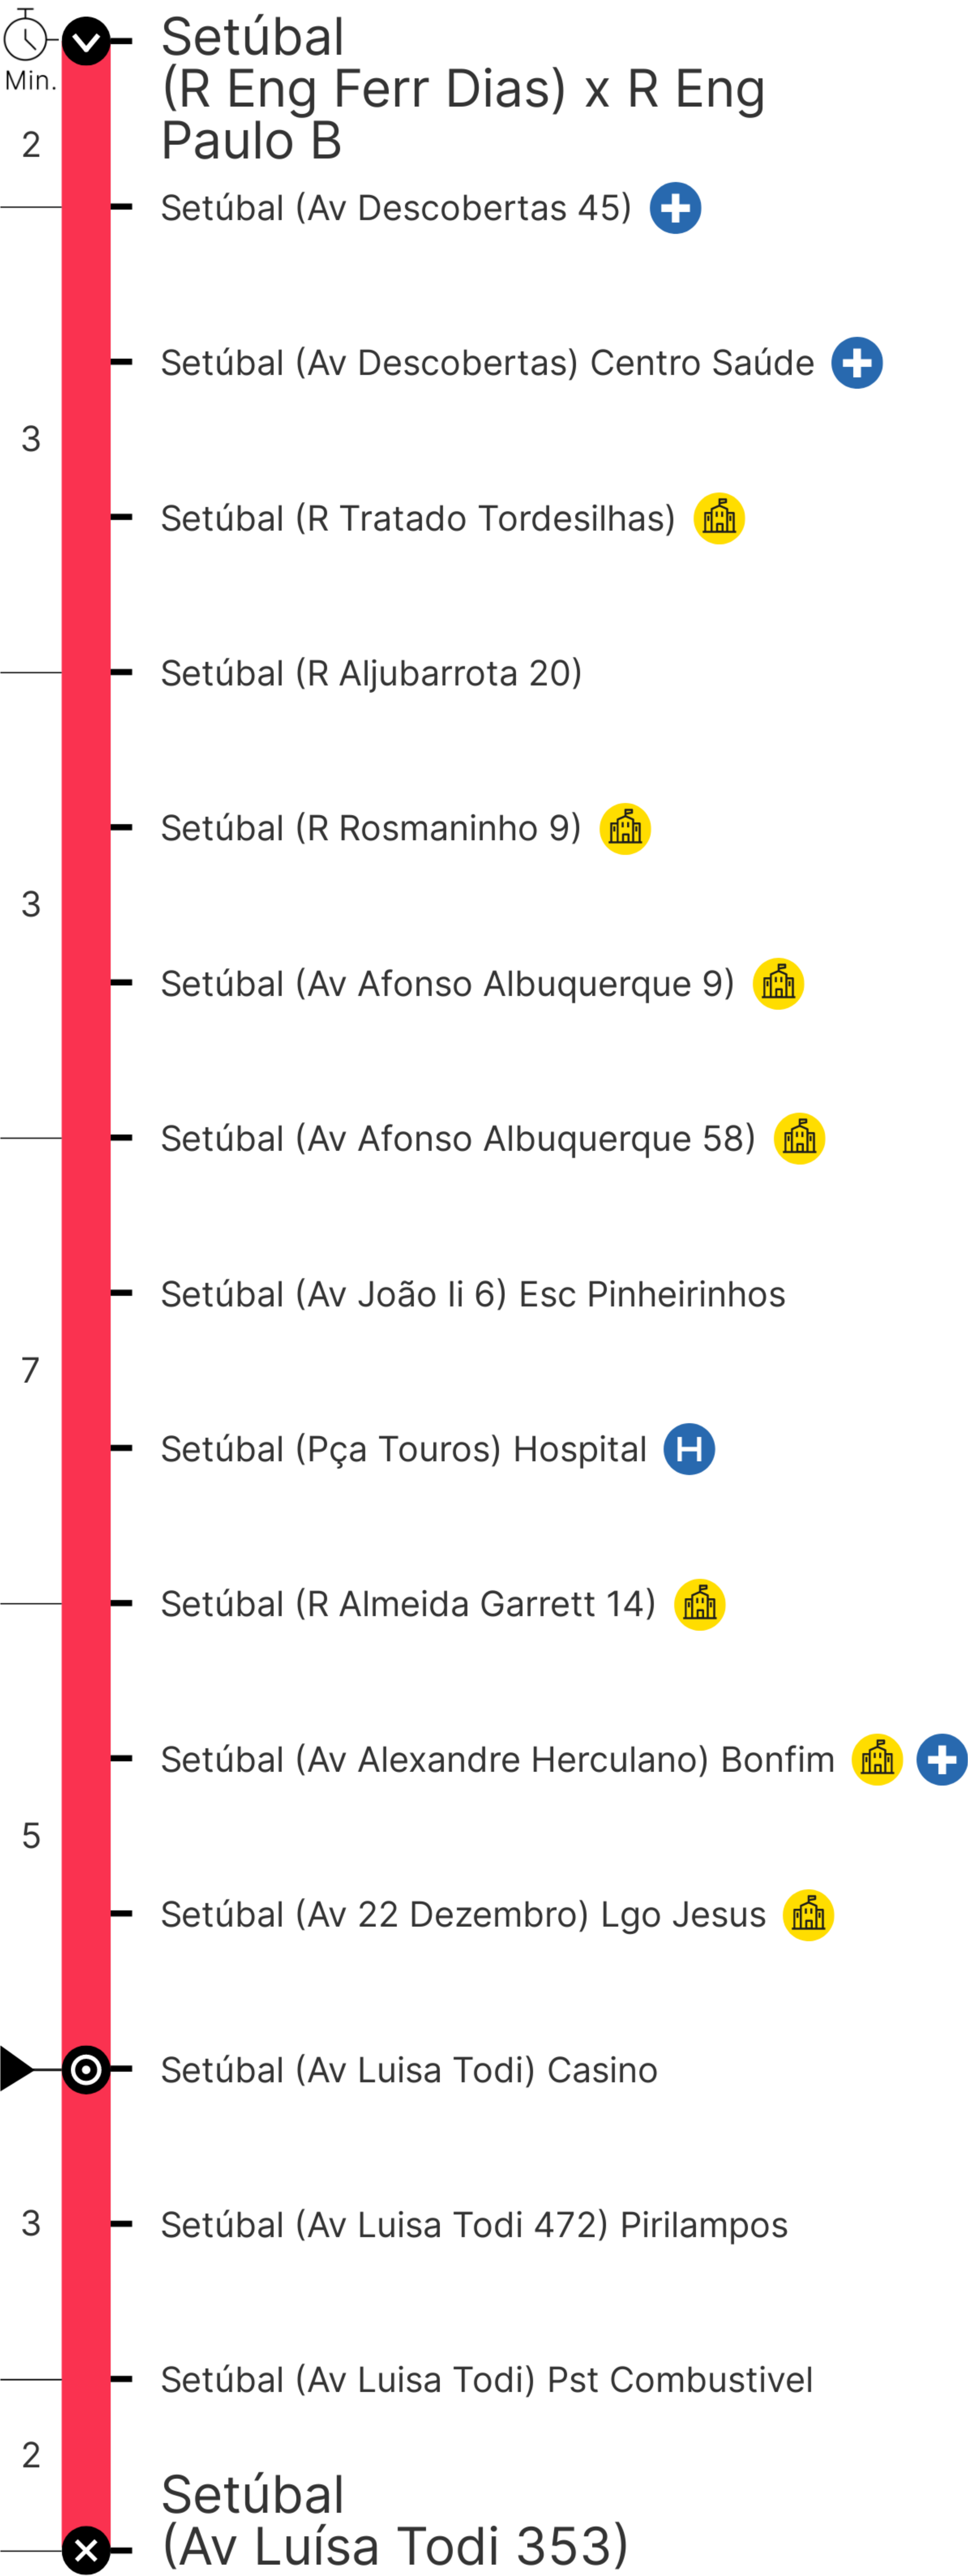 Setúbal
(R Eng Ferr Dias) x R Eng
Paulo B
Min.
2
Setúbal (Av Descobertas 45)
Setúbal (Av Descobertas) Centro Saúde
3
Setúbal (R Tratado Tordesilhas)
Setúbal (R Aljubarrota 20)
Setúbal (R Rosmaninho 9)
3
Setúbal (Av Afonso Albuquerque 9)
Setúbal (Av Afonso Albuquerque 58)
Setúbal (Av João Ii 6) Esc Pinheirinhos
7
Setúbal (Pça Touros) Hospital H
Setúbal (R Almeida Garrett 14)
Setúbal (Av Alexandre Herculano) Bonfim
5
Setúbal (Av 22 Dezembro) Lgo Jesus
Setúbal (Av Luisa Todi) Casino
3
Setúbal (Av Luisa Todi 472) Pirilampos
Setúbal (Av Luisa Todi) Pst Combustivel
2
Setúbal
(Av Luísa Todi 353)